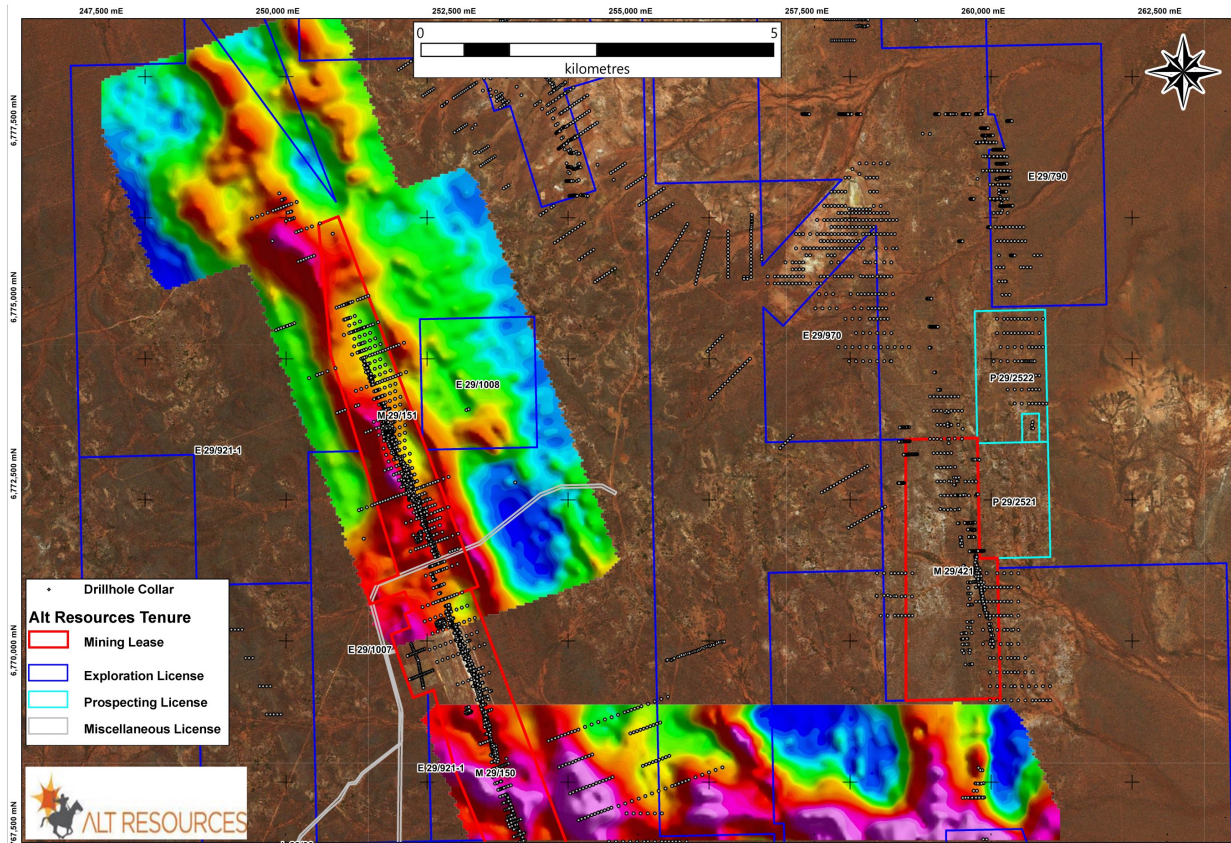 247,500 mE
250,000 mE
252,500 mE
255,000 mE
257,500 mE
260,000 mE
262,500 mE
0
5
kilometres
6,777,500 mN
E 29/790
6,775,000 mN
E 29/970
P 29/2522
E 29/1008
M 29/151
E 29/921-1
6,772,500 mN
P 29/2521
M 29/421
Drillhole Collar
Alt Resources Tenure
Mining Lease
Exploration License
Prospecting License
Miscellaneous License
6,770,000 mN
E 29/1007
E 29/921-1
M 29/150
67,500 mN
ALT RESOURCES